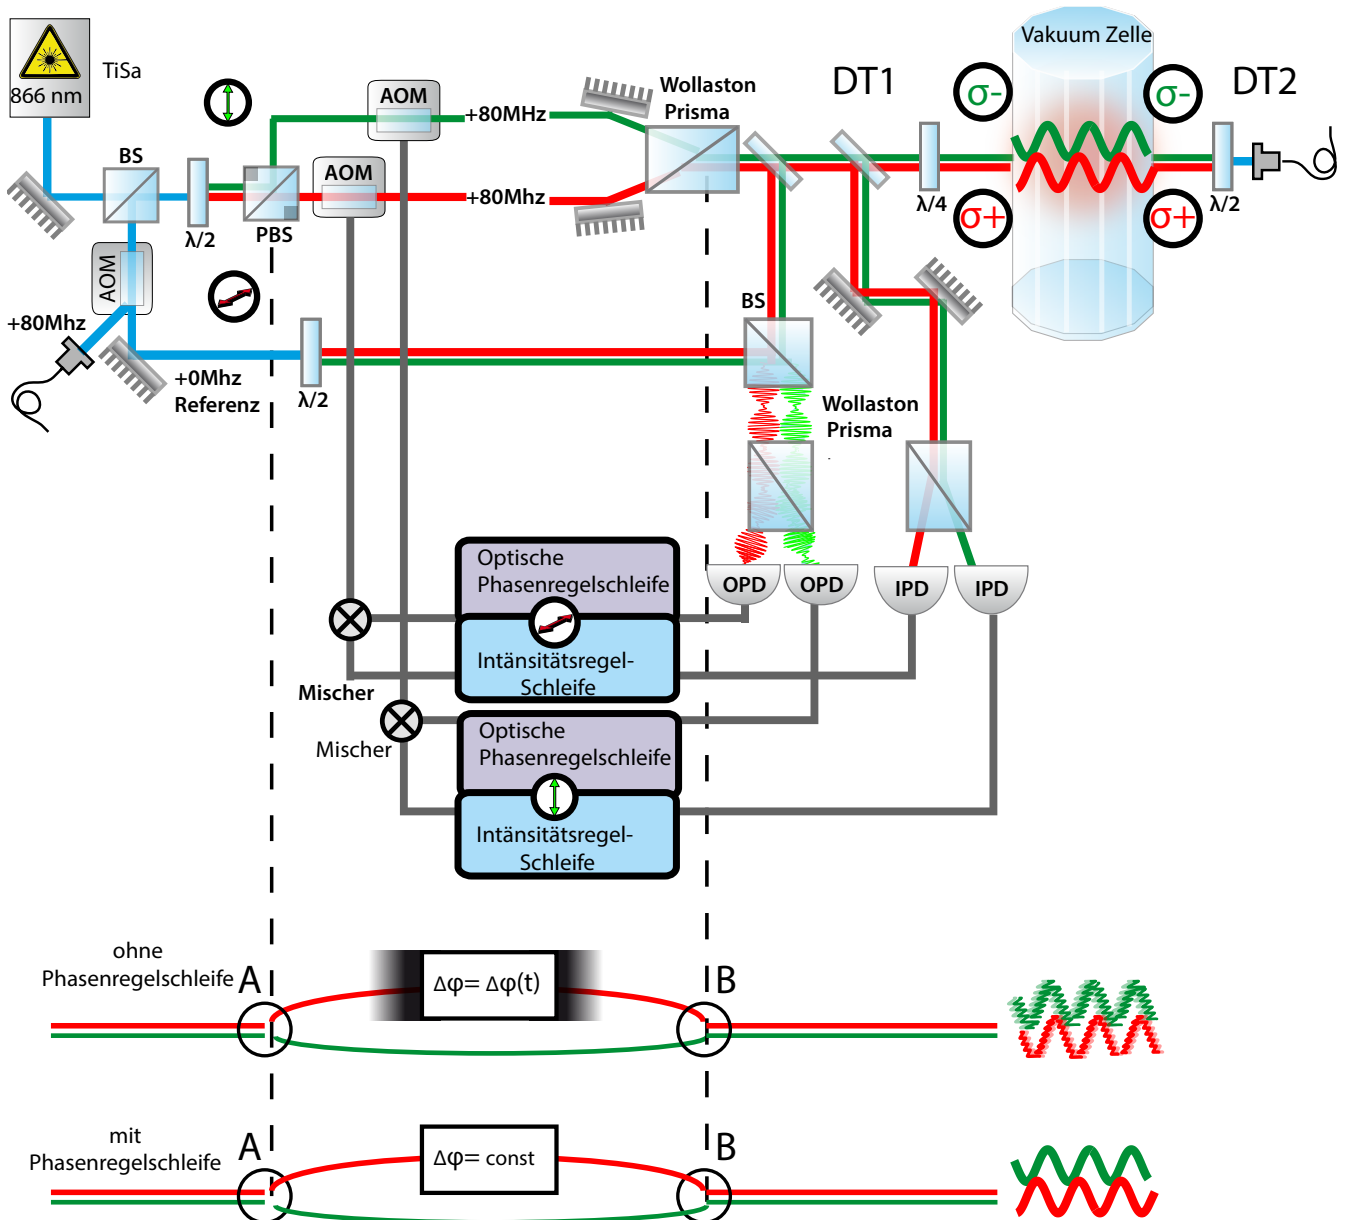 866 nm
TiSa
BS
λ/2
PBS
AOM
AOM
+80MHz
+80Mhz
Wollaston
Prisma
DT1
λ/4
Vakuum Zelle
σ-
σ+
σ-
σ+
DT2
λ/2
AOM
+80Mhz
+0Mhz
Referenz
λ/2
BS
Wollaston
Prisma
OPD
OPD
IPD
IPD
Optische
Phasenregelschleife
Intänsitätsregel-
Schleife
Mischer
Mischer
Optische
Phasenregelschleife
Intänsitätsregel-
Schleife
ohne
Phasenregelschleife
A
Δφ= Δφ(t)
B
mit
Phasenregelschleife
A
Δφ= const
B